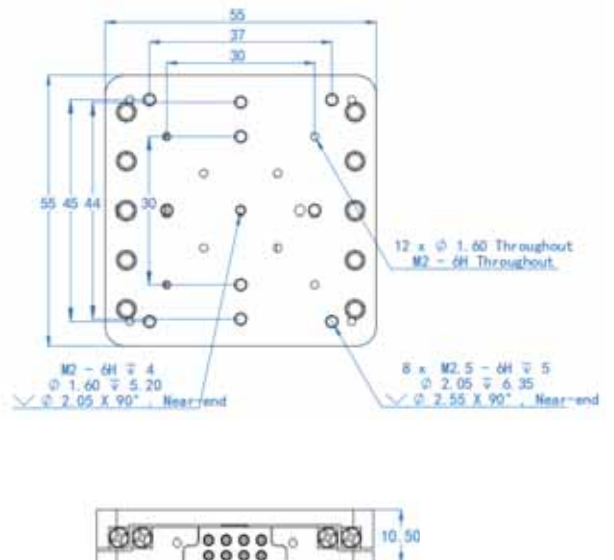 55
37
30
55 45 44 30
12 x ∅ 1.60 Throughout
M2 - 6H Throughout
M2 - 6H ↧ 4
∅ 1.60 ↧ 5.20
⌵ ∅ 2.05 X 90°, Near-end
8 x M2.5 - 6H ↧ 5
∅ 2.05 ↧ 6.35
⌵ ∅ 2.55 X 90°, Near-end
10.50